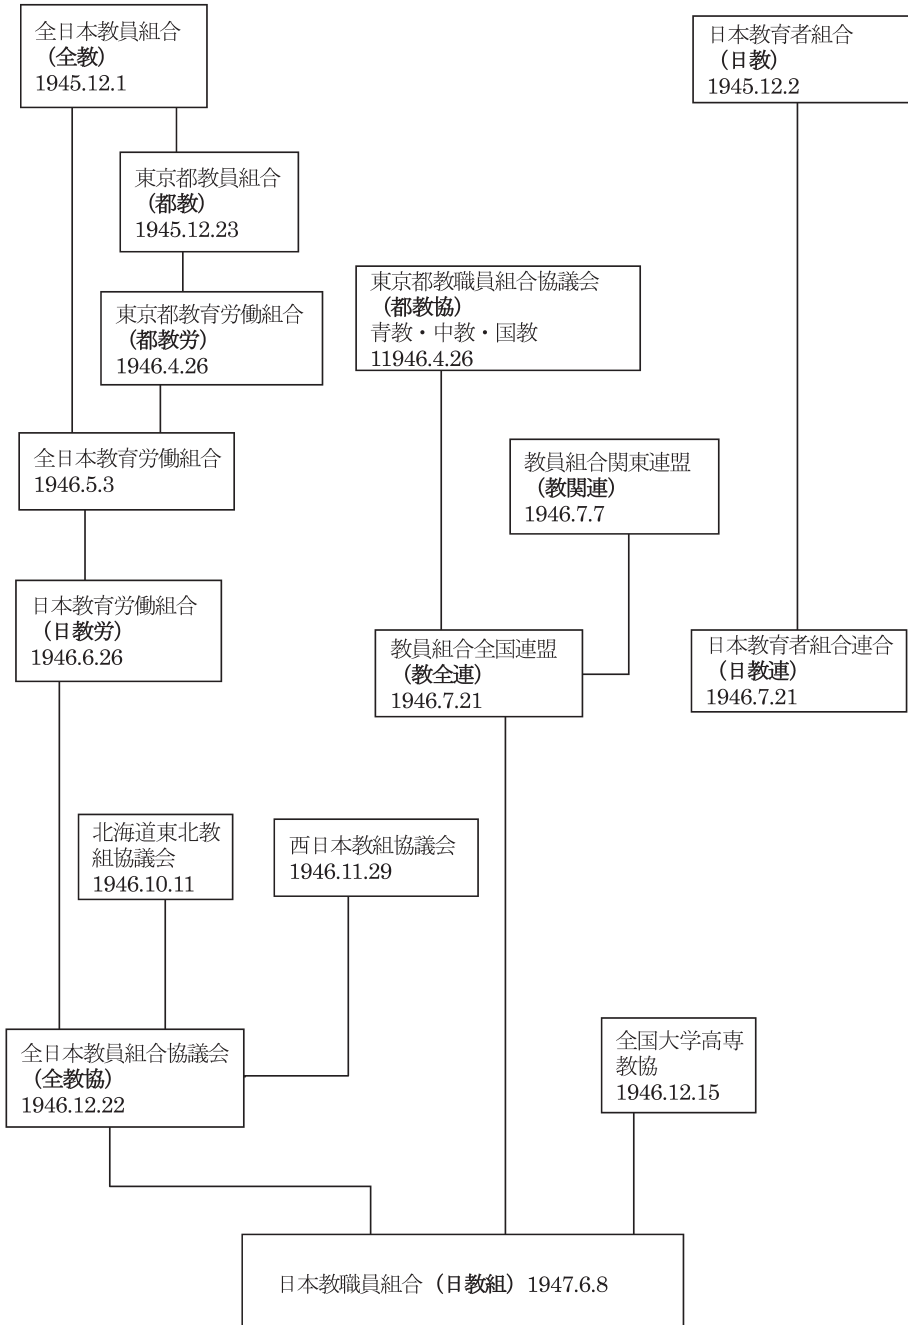 全日本教員組合
（全教）
1945.12.1
日本教育者組合
（日教）
1945.12.2
東京都教員組合
（都教）
1945.12.23
東京都教職員組合協議会
（都教協）
青教・中教・国教
11946.4.26
東京都教育労働組合
（都教労）
1946.4.26
全日本教育労働組合
1946.5.3
教員組合関東連盟
（教関連）
1946.7.7
日本教育労働組合
（日教労）
1946.6.26
教員組合全国連盟
（教全連）
1946.7.21
日本教育者組合連合
（日教連）
1946.7.21
北海道東北教
組協議会
1946.10.11
西日本教組協議会
1946.11.29
全日本教員組合協議会
（全教協）
1946.12.22
全国大学高専
教協
1946.12.15
日本教職員組合（日教組）1947.6.8